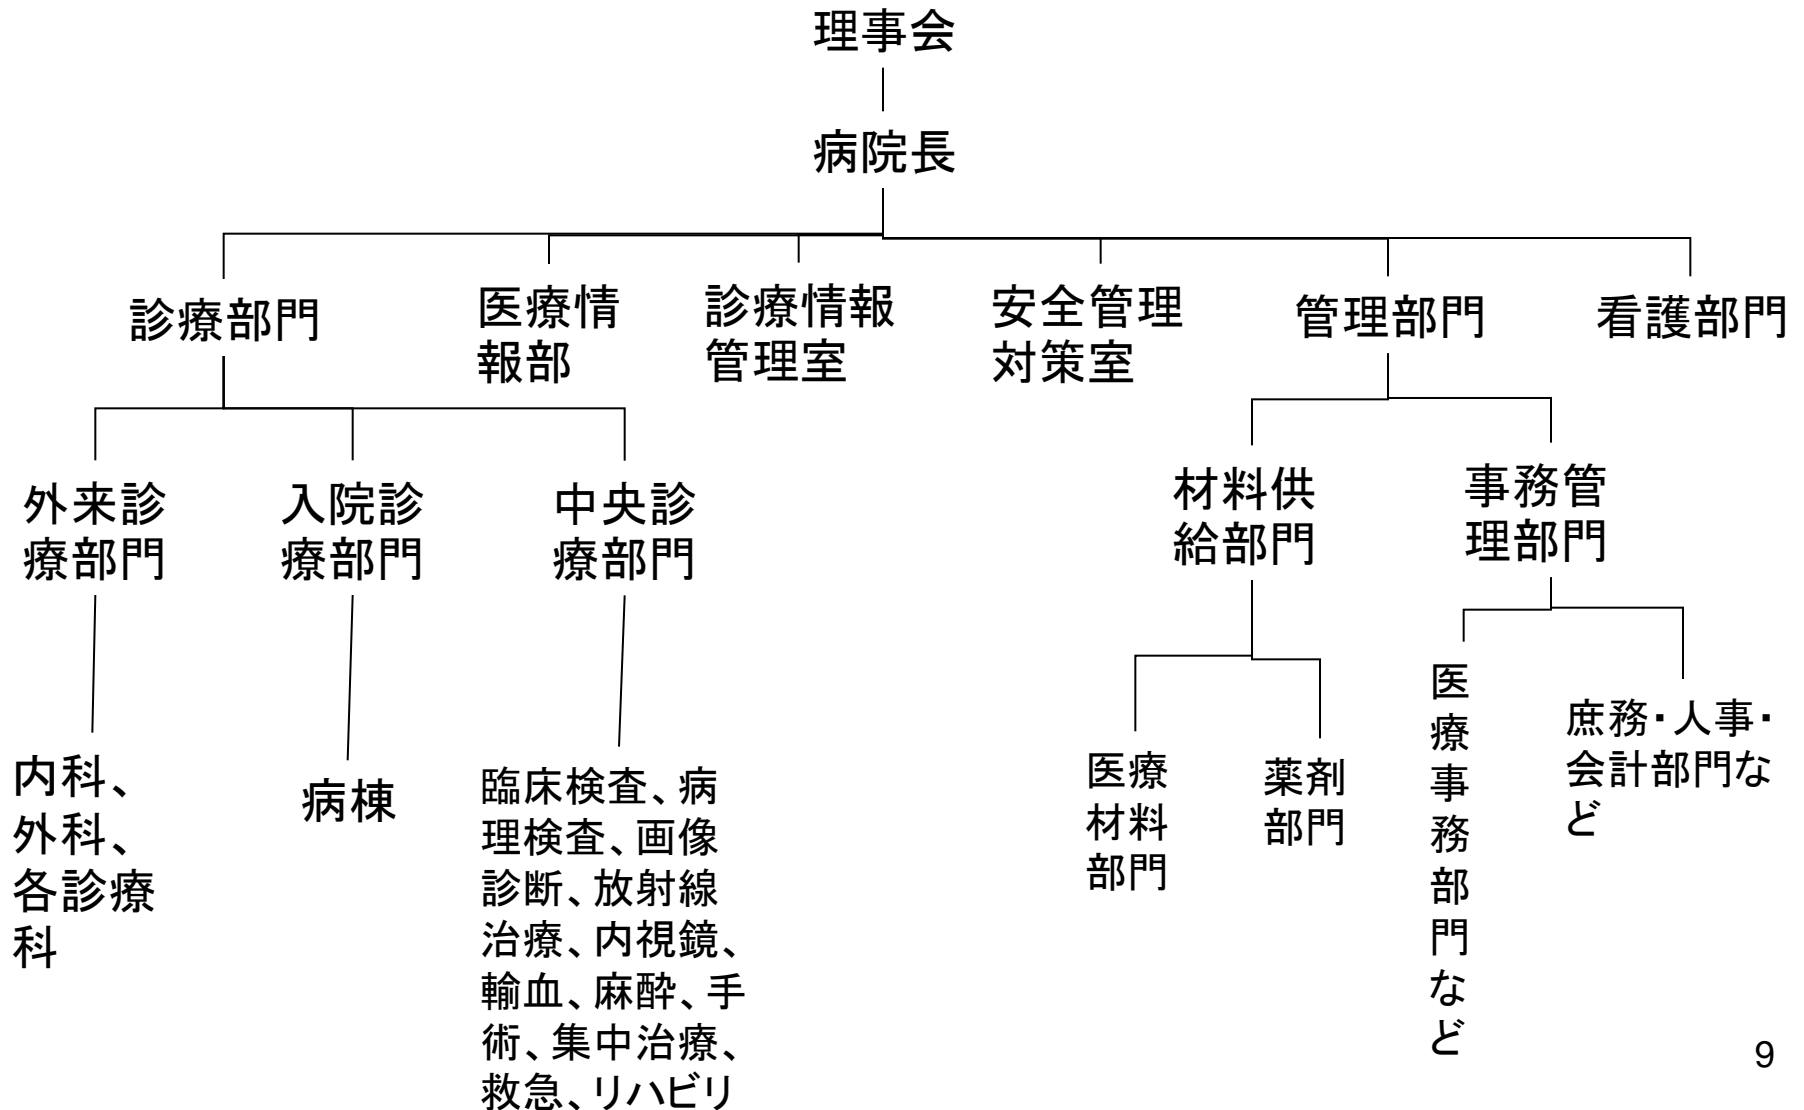 理事会
病院長
診療部門
医療情
報部
診療情報
管理室
安全管理
対策室
管理部門
看護部門
外来診
療部門
入院診
療部門
中央診
療部門
材料供
給部門
事務管
理部門
内科、
外科、
各診療
科
病棟
臨床検査、病
理検査、画像
診断、放射線
治療、内視鏡、
輸血、麻酔、手
術、集中治療、
救急、リハビリ
医療
材料
部門
薬剤
部門
医療事務部門など
庶務・人事・
会計部門な
ど
9